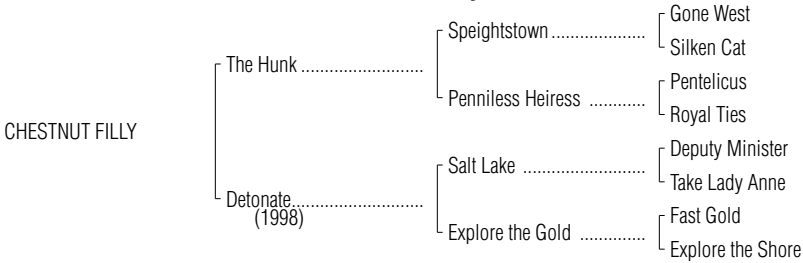 Gone West
Speightstown
Silken Cat
The Hunk
Pentelicus
Penniless Heiress
Royal Ties
CHESTNUT FILLY
Deputy Minister
Salt Lake
Take Lady Anne
Detonate
(1998)
Fast Gold
Explore the Gold
Explore the Shore